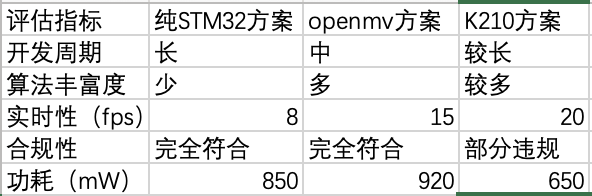 评估指标 纯STM32方案 openmv方案 K210方案
开发周期 长 中 较长
算法丰富度 少 多 较多
实时性（fps） 8 15 20
合规性 完全符合 完全符合 部分违规
功耗（mW） 850 920 650